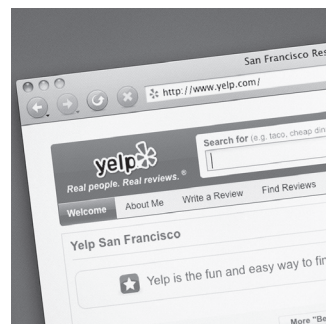 San Francisco Res
http://www.yelp.com/
yelp
Real people. Real reviews.®
Search for (e.g. taco, cheap din
Welcome
About Me
Write a Review
Find Reviews
Yelp San Francisco
Yelp is the fun and easy way to fin
More "Be